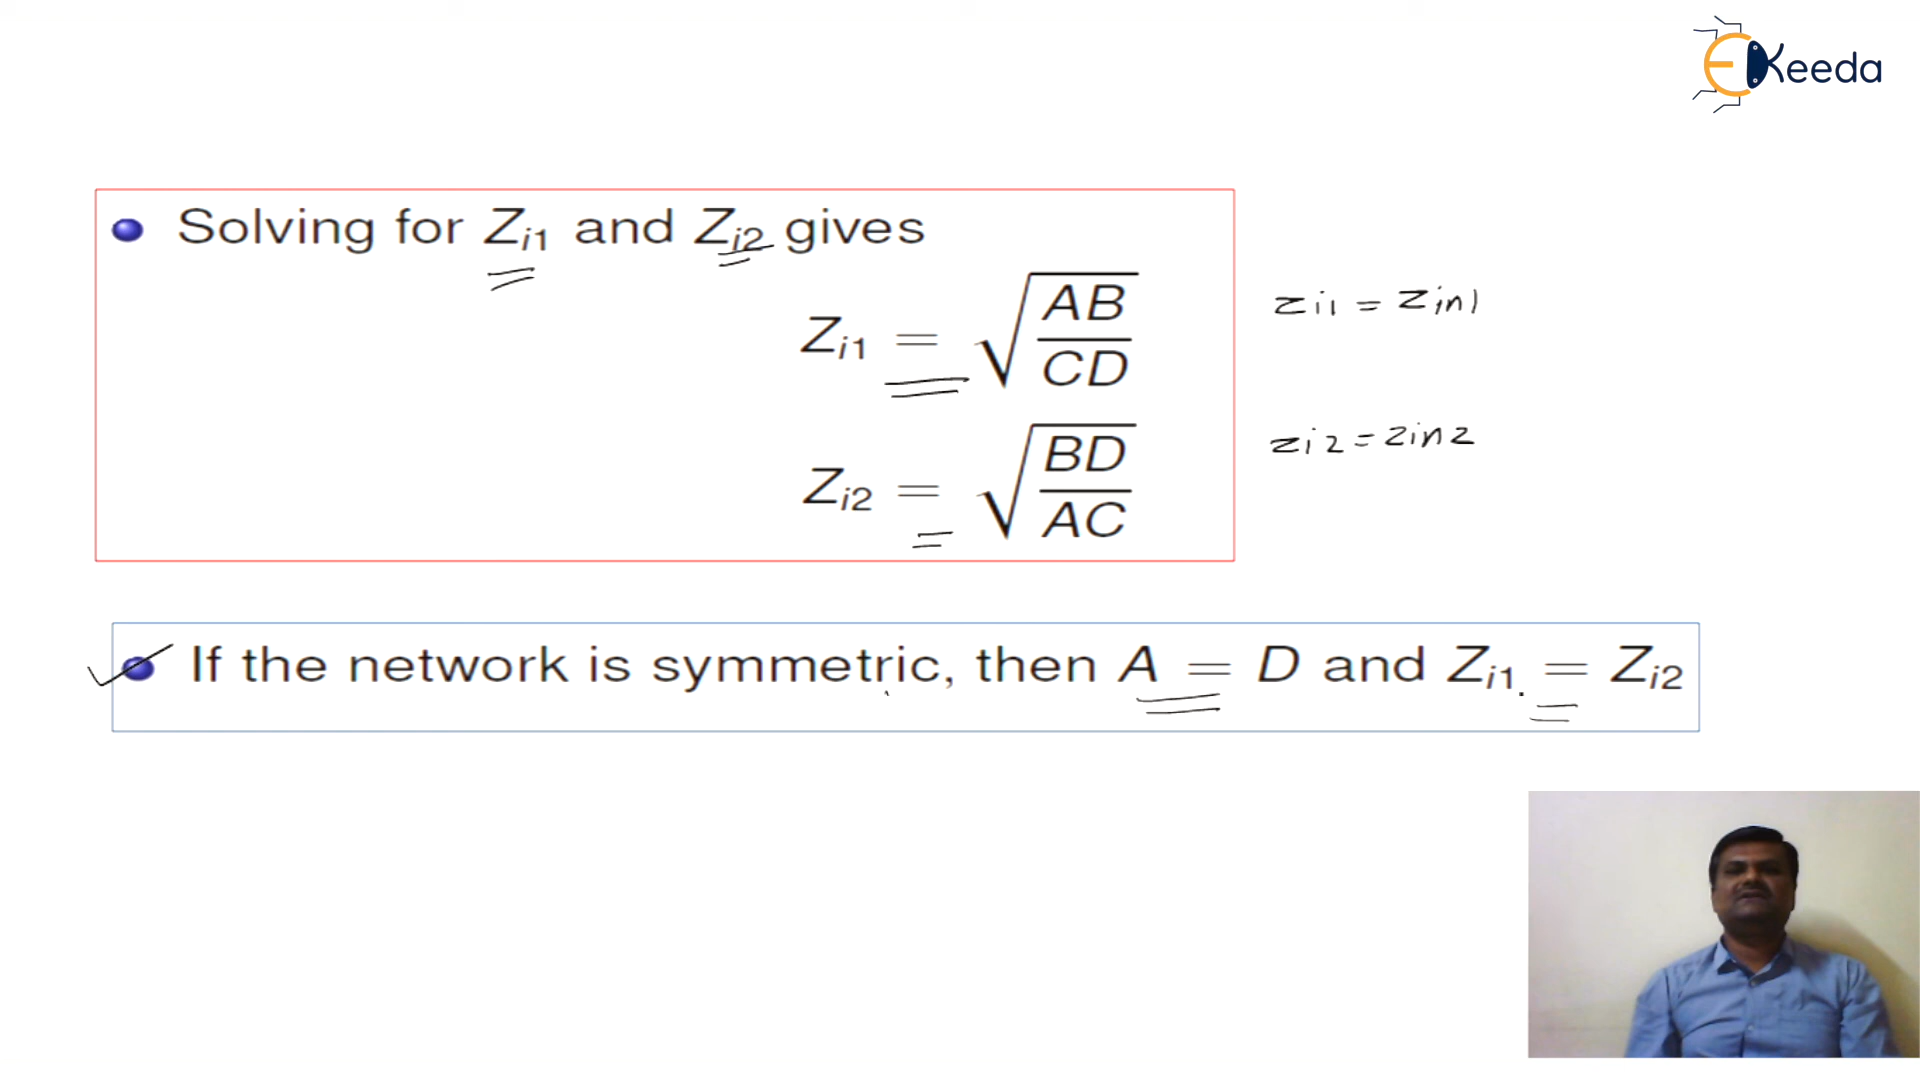 EKeeda
Solving for Zi1 and Zi2 gives
Zi1 = √(AB/CD)
zi1 = zin1
Zi2 = √(BD/AC)
zi2 = zin2
If the network is symmetric, then A = D and Zi1 = Zi2